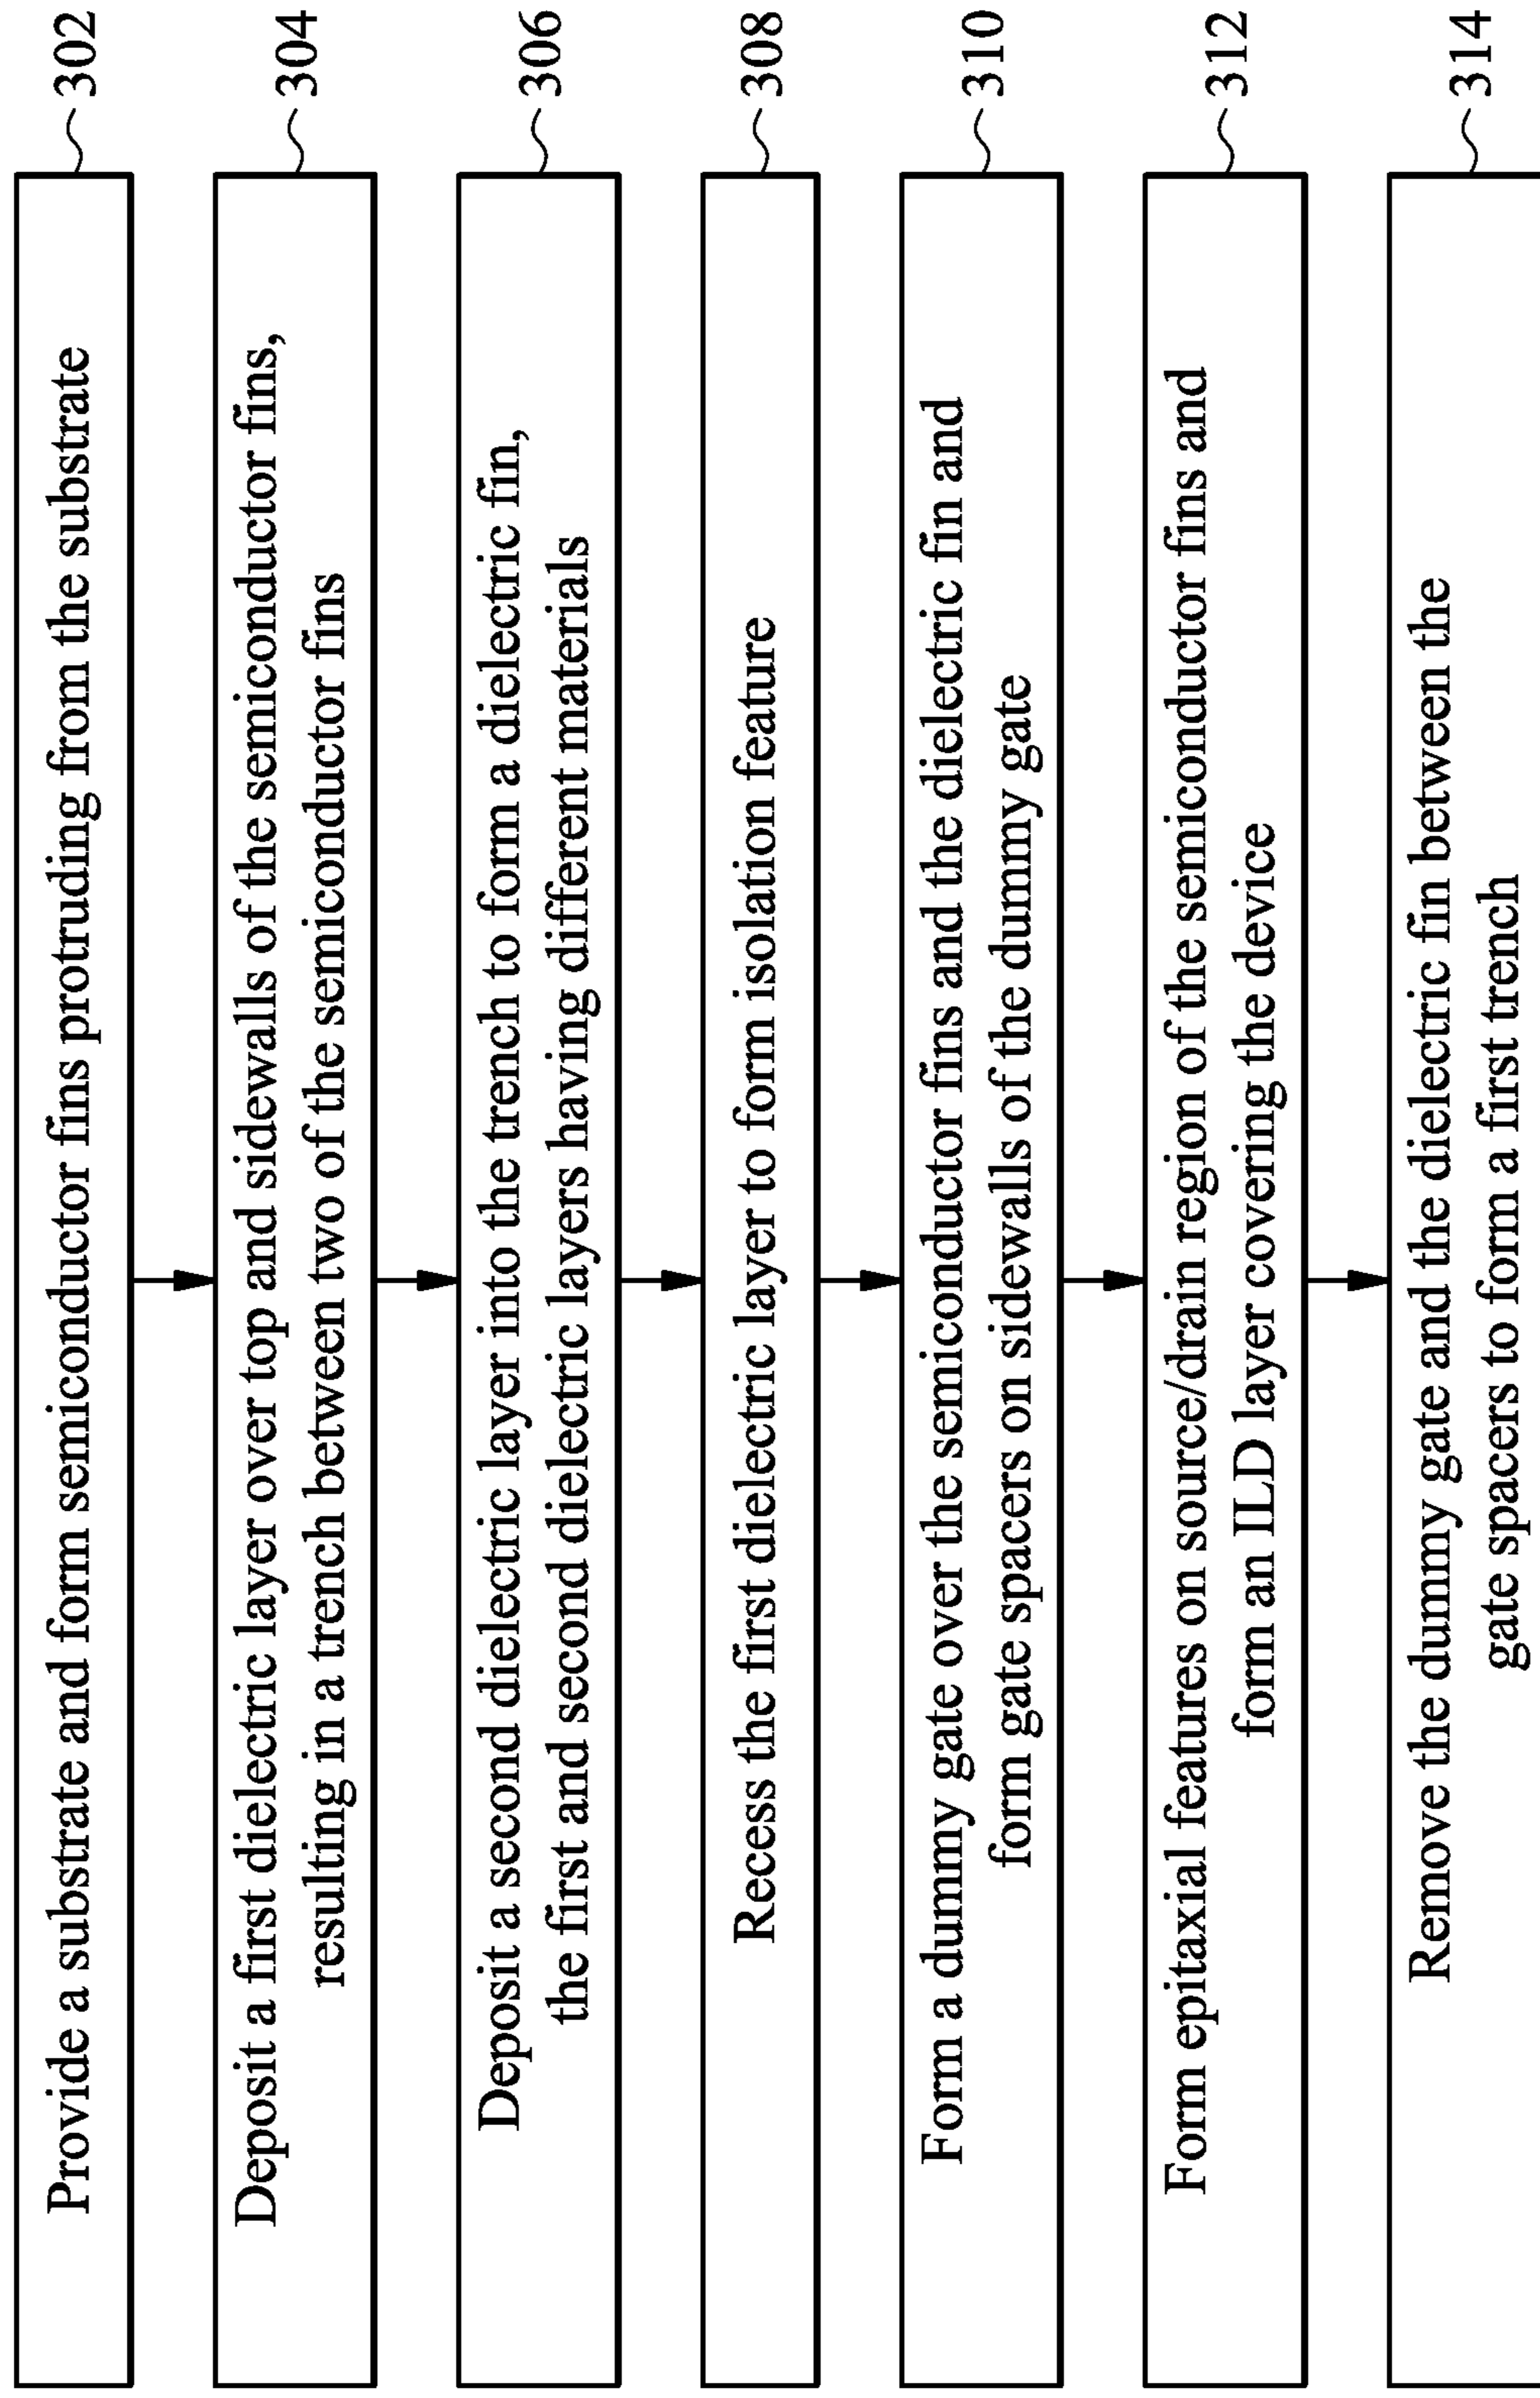 Provide a substrate and form semiconductor fins protruding from the substrate
302
Deposit a first dielectric layer over top and sidewalls of the semiconductor fins,
resulting in a trench between two of the semiconductor fins
304
Deposit a second dielectric layer into the trench to form a dielectric fin,
the first and second dielectric layers having different materials
306
Recess the first dielectric layer to form isolation feature
308
Form a dummy gate over the semiconductor fins and the dielectric fin and
form gate spacers on sidewalls of the dummy gate
310
Form epitaxial features on source/drain region of the semiconductor fins and
form an ILD layer covering the device
312
Remove the dummy gate and the dielectric fin between the
gate spacers to form a first trench
314